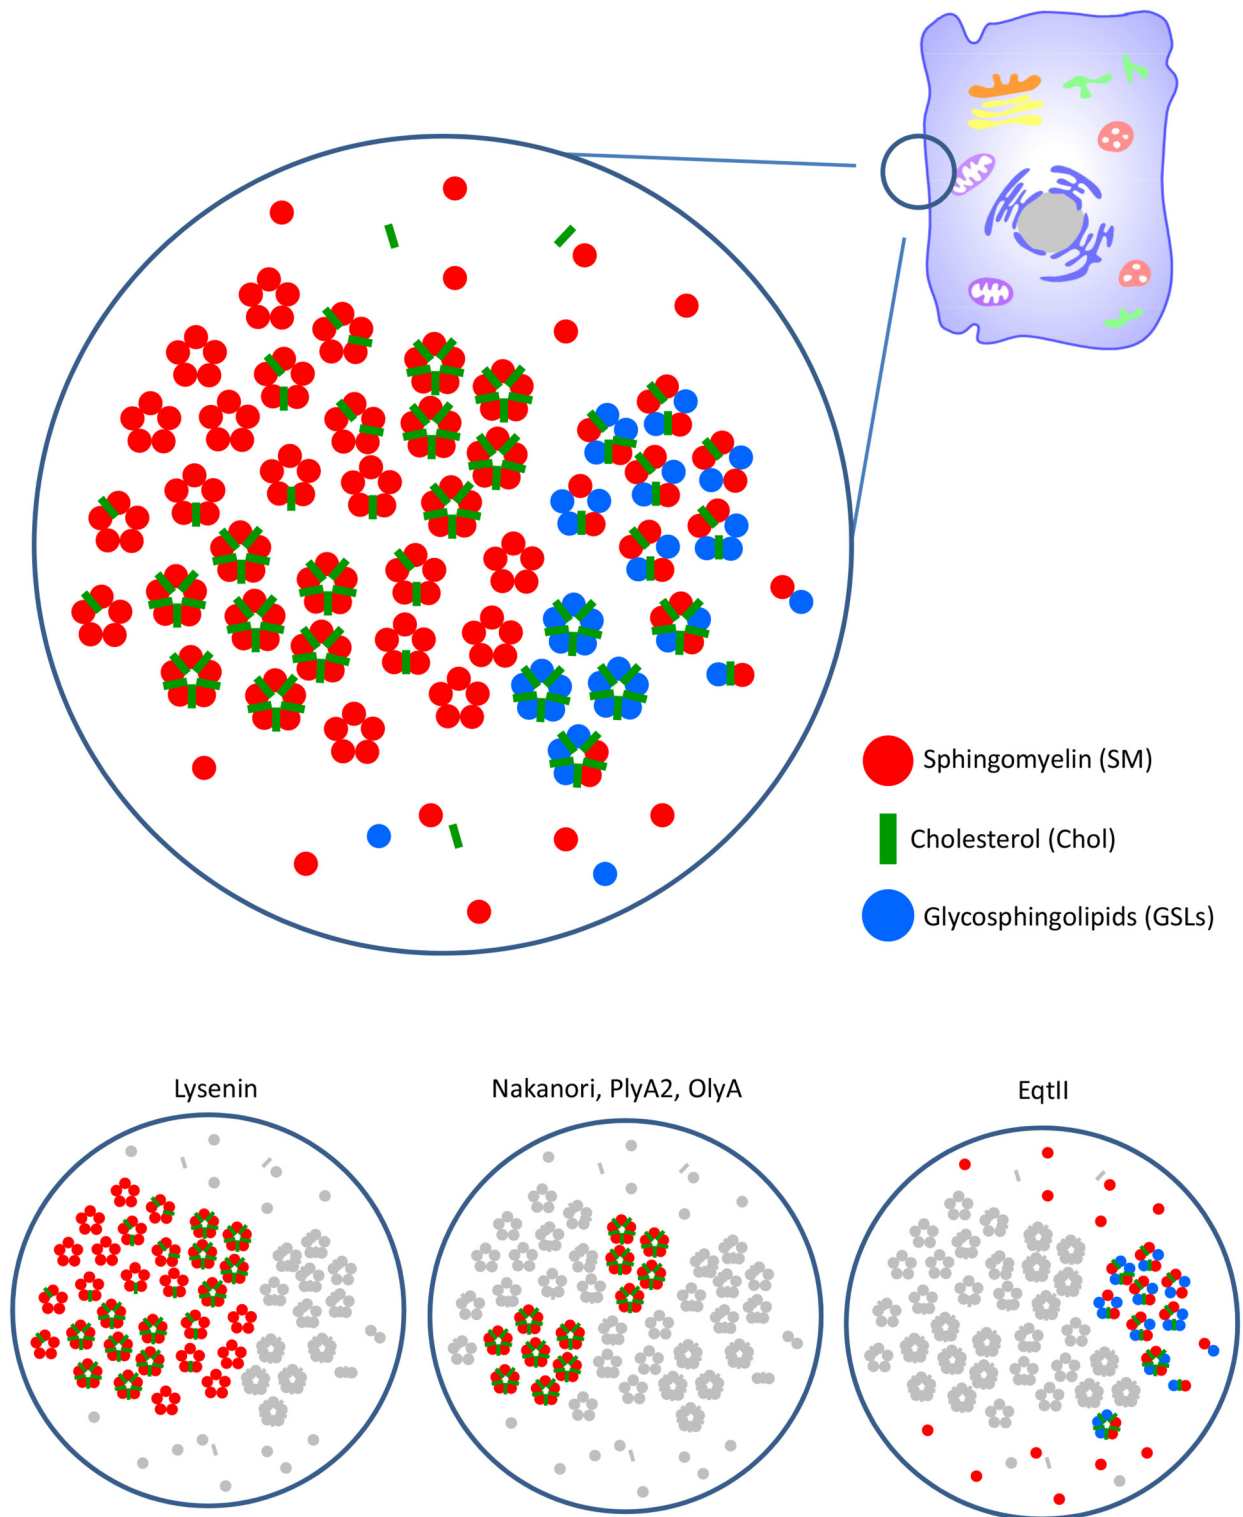 Sphingomyelin (SM)
Cholesterol (Chol)
Glycosphingolipids (GSLs)
Lysenin
Nakanori, PlyA2, OlyA
EqtII